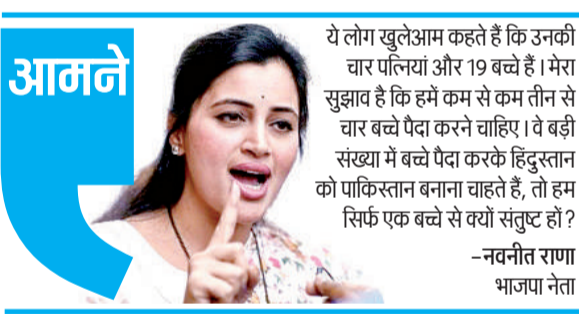 आमने
ये लोग खुलेआम कहते हैं कि उनकी
चार पत्नियां और 19 बच्चे हैं। मेरा
सुझाव है कि हमें कम से कम तीन से
चार बच्चे पैदा करने चाहिए। वे बड़ी
संख्या में बच्चे पैदा करके हिंदुस्तान
को पाकिस्तान बनाना चाहते हैं, तो हम
सिर्फ एक बच्चे से क्यों संतुष्ट हों?
-नवनीत राणा
भाजपा नेता